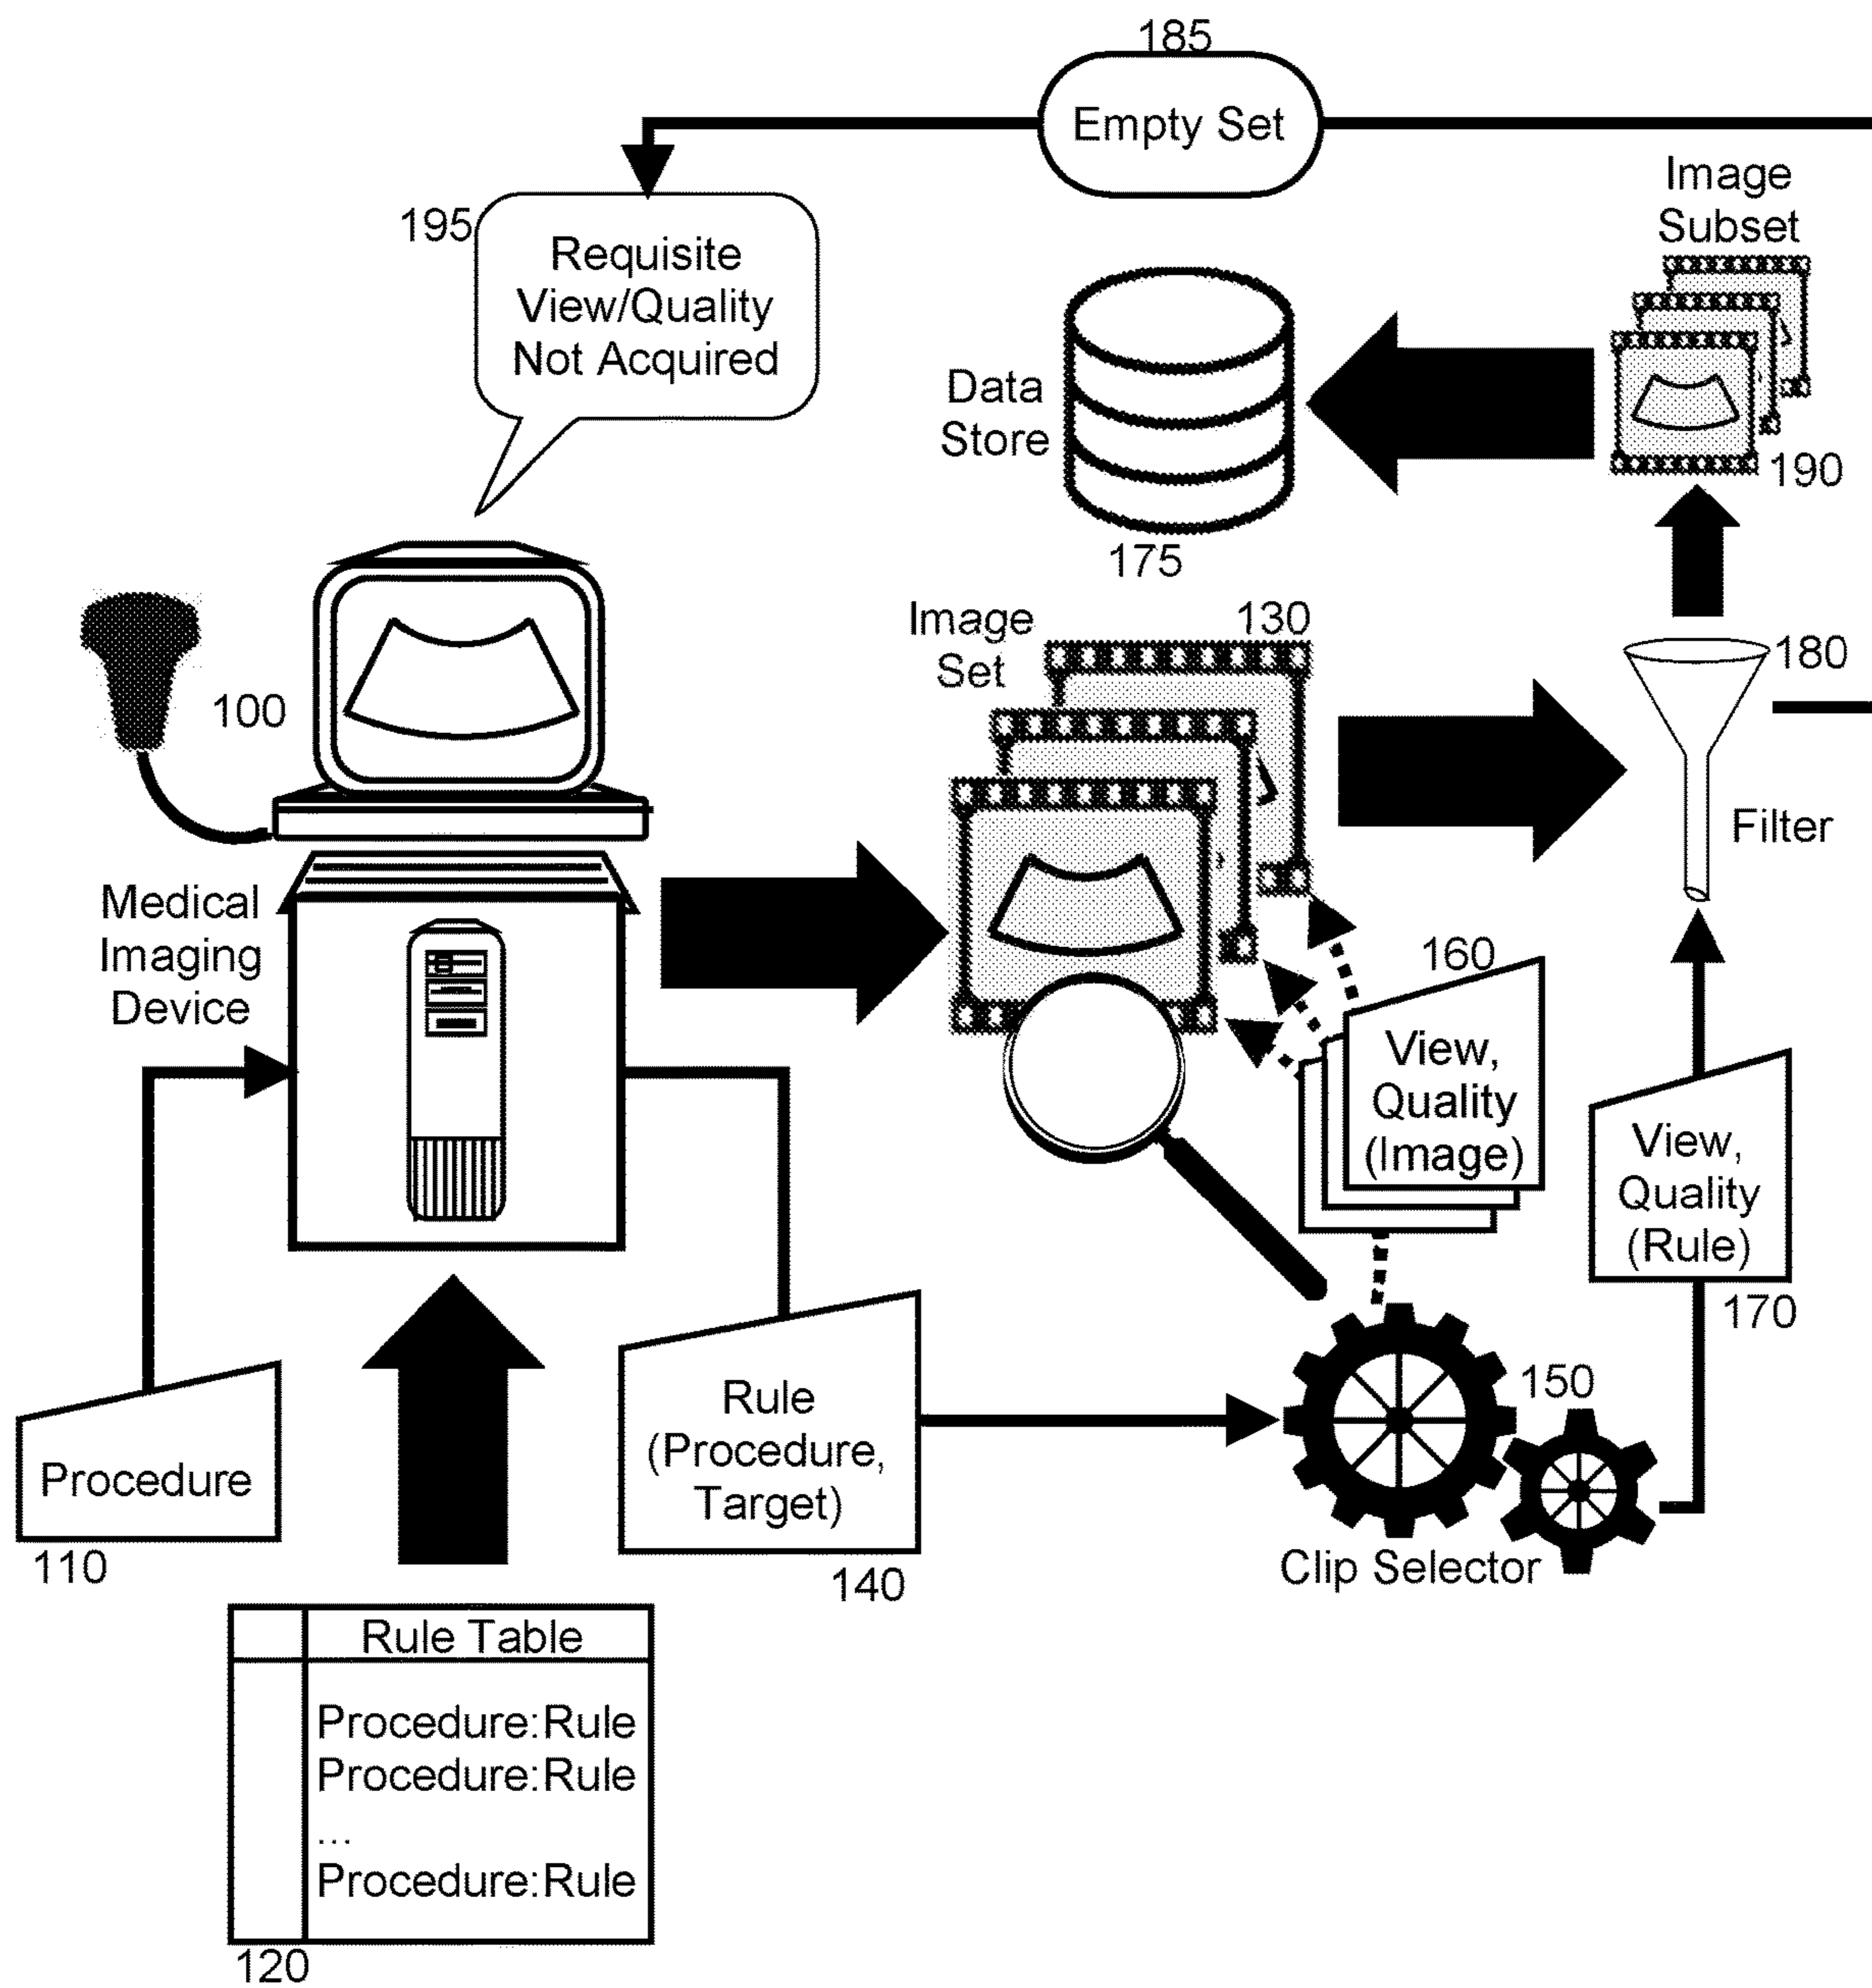 185
Empty Set
Image
Subset
195
Requisite
View/Quality
Not Acquired
Data
Store
190
175
Image
Set
130
180
100
Filter
Medical
Imaging
Device
160
View,
Quality
(Image)
View,
Quality
(Rule)
170
150
Rule
(Procedure,
Target)
Procedure
110
140
Clip Selector
Rule Table
Procedure:Rule
Procedure:Rule
...
Procedure:Rule
120